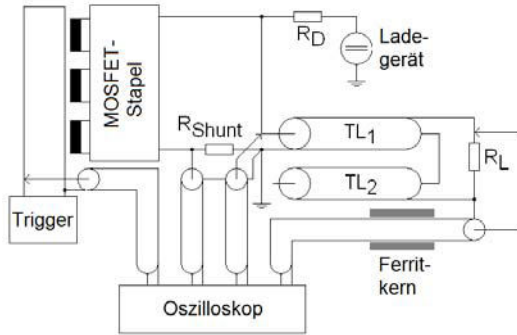 MOSFET-
Stapel
R_D
Lade-
gerät
R_Shunt
TL_1
R_L
TL_2
Trigger
Ferrit-
kern
Oszilloskop